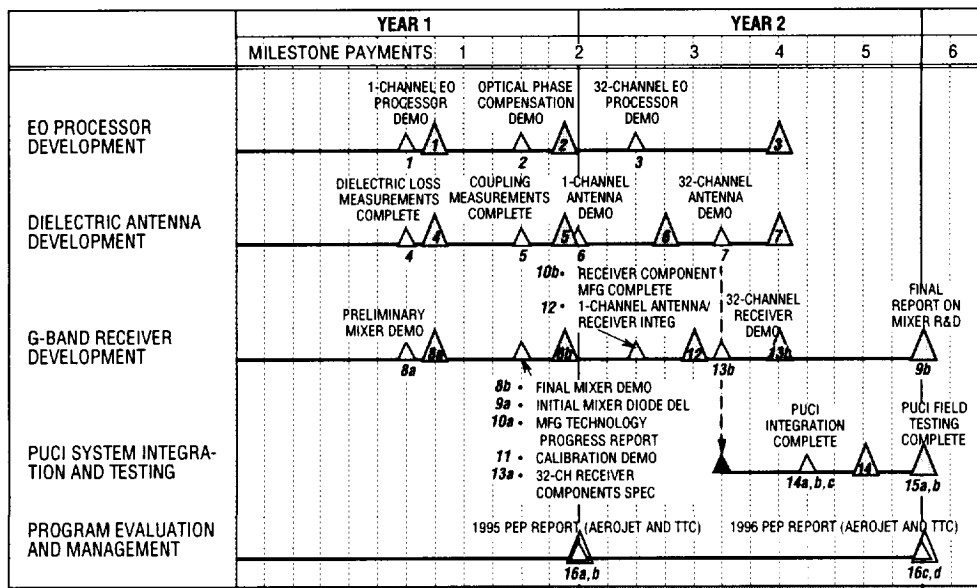 YEAR 1 YEAR 2
MILESTONE PAYMENTS 1 2 3 4 5 6
EO PROCESSOR
DEVELOPMENT
1-CHANNEL EO
PROCESSOR
DEMO
OPTICAL PHASE
COMPENSATION
DEMO
32-CHANNEL EO
PROCESSOR
DEMO
1 2 3
1 2 3
DIELECTRIC ANTENNA
DEVELOPMENT
DIELECTRIC LOSS
MEASUREMENTS
COMPLETE
COUPLING
MEASUREMENTS
COMPLETE
1-CHANNEL
ANTENNA
DEMO
32-CHANNEL
ANTENNA
DEMO
4 5 6 7
4 5 6 7
G-BAND RECEIVER
DEVELOPMENT
PRELIMINARY
MIXER DEMO
10b • RECEIVER COMPONENT
MFG COMPLETE
12 • 1-CHANNEL ANTENNA/
RECEIVER INTEG
32-CHANNEL
RECEIVER
DEMO
FINAL
REPORT ON
MIXER R&D
8a 8b 12 13b
8a 13b 9b
8b • FINAL MIXER DEMO
9a • INITIAL MIXER DIODE DEL
10a • MFG TECHNOLOGY
PROGRESS REPORT
11 • CALIBRATION DEMO
13a • 32-CH RECEIVER
COMPONENTS SPEC
PUCI SYSTEM INTEGRA-
TION AND TESTING
PUCI
INTEGRATION
COMPLETE
PUCI FIELD
TESTING
COMPLETE
14
14a,b,c 15a,b
PROGRAM EVALUATION
AND MANAGEMENT
1995 PEP REPORT (AEROJET AND TTC)
1996 PEP REPORT (AEROJET AND TTC)
16a,b 16c,d